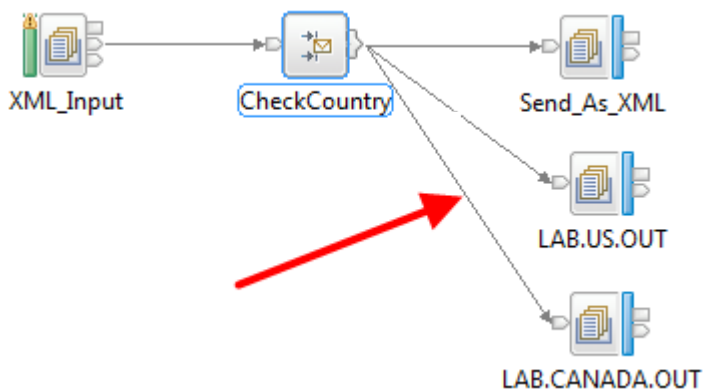 XML_Input
CheckCountry
Send_As_XML
LAB.US.OUT
LAB.CANADA.OUT